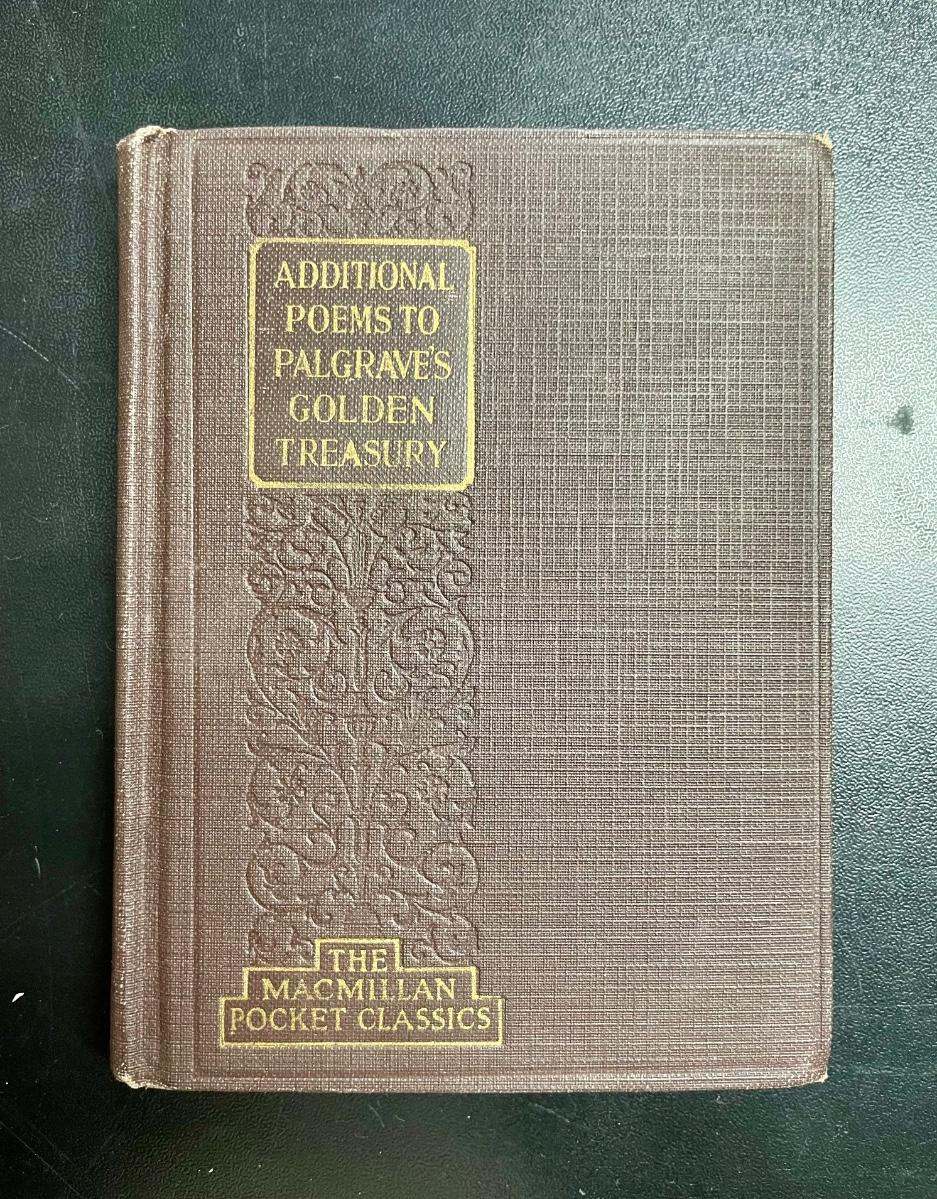 ADDITIONAL
POEMS TO
PALGRAVE'S
GOLDEN
TREASURY
THE
MACMILLAN
POCKET CLASSICS